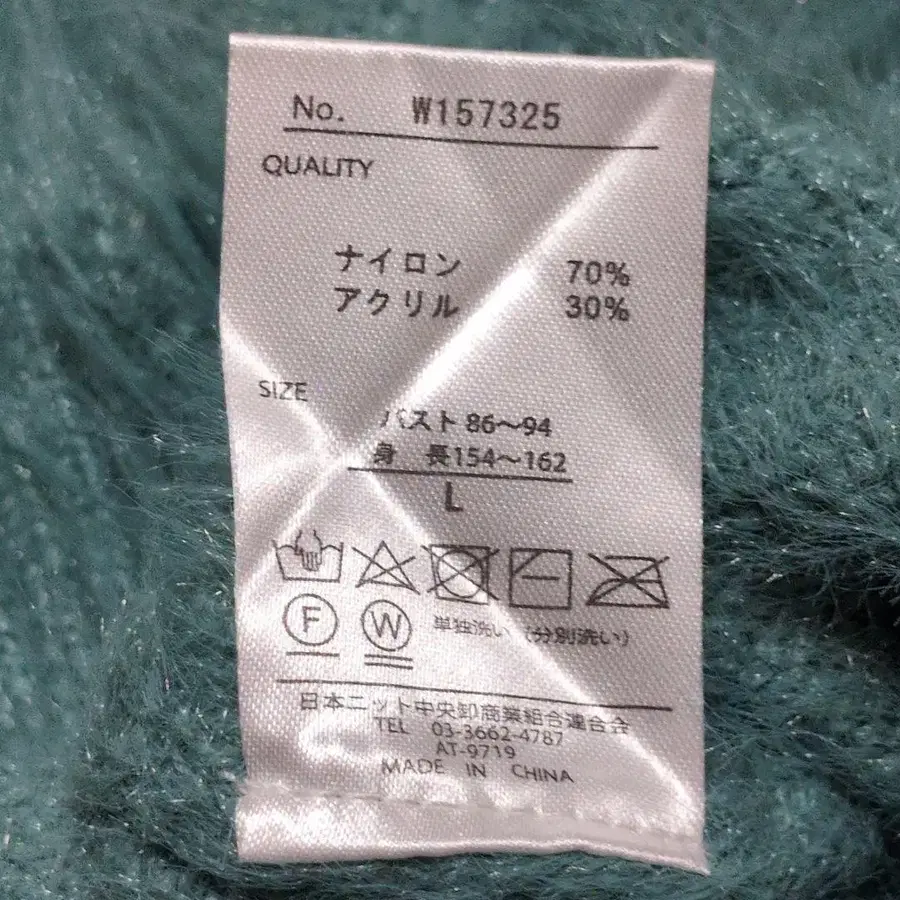 No. W157325
QUALITY
ナイロン 70%
アクリル 30%
SIZE
バスト 86〜94
身 長154〜162
L
F W 単独洗い(分別洗い)
日本ニット中央卸商業組合連合会
TEL 03-3662-4787
AT-9719
MADE IN CHINA